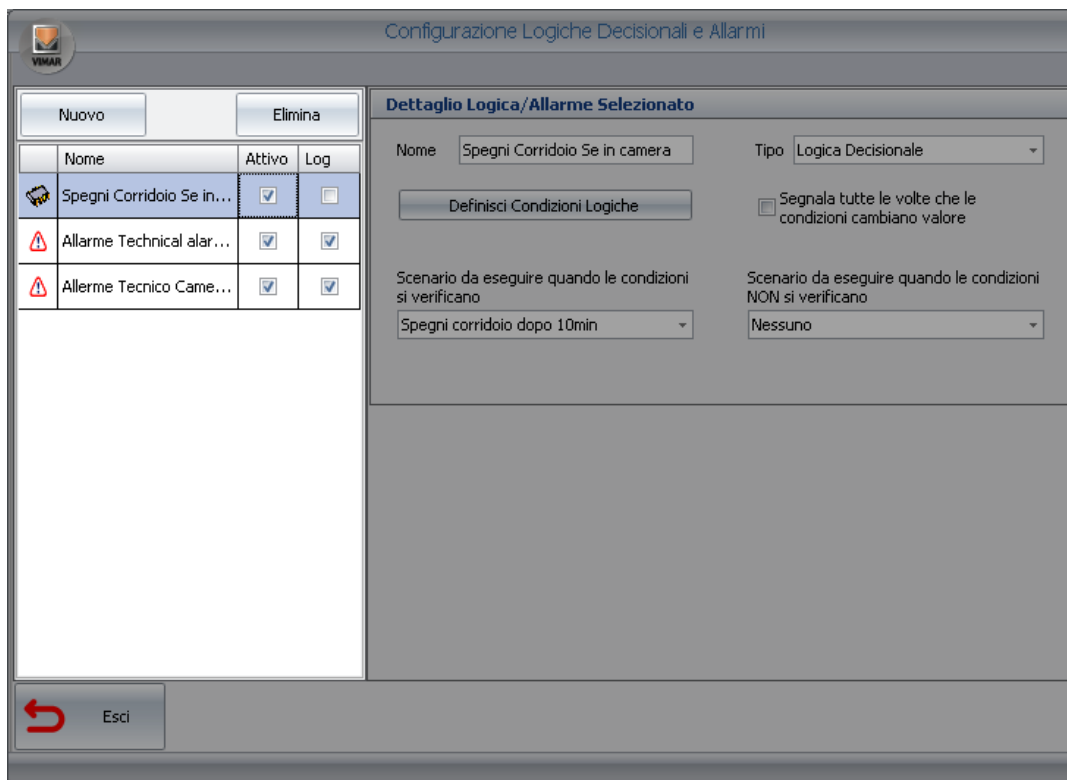 Configurazione Logiche Decisionali e Allarmi
VIMAR
Nuovo
Elimina
Nome Attivo Log
Spegni Corridoio Se in...
Allarme Technical alar...
Allerme Tecnico Came...
Dettaglio Logica/Allarme Selezionato
Nome Spegni Corridoio Se in camera
Tipo Logica Decisionale
Definisci Condizioni Logiche
Segnala tutte le volte che le
condizioni cambiano valore
Scenario da eseguire quando le condizioni
si verificano
Spegni corridoio dopo 10min
Scenario da eseguire quando le condizioni
NON si verificano
Nessuno
Esci